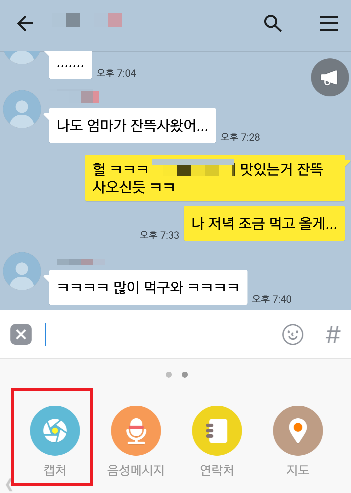 .......
오후 7:04
나도 엄마가 잔뜩사왔어...
오후 7:28
헐 ㅋㅋㅋ 맛있는거 잔뜩
사오신듯 ㅋㅋ
나 저녁 조금 먹고 올게...
오후 7:33
ㅋㅋㅋㅋ 많이 먹구와 ㅋㅋㅋㅋ
오후 7:40
#
캡처 음성메시지 연락처 지도